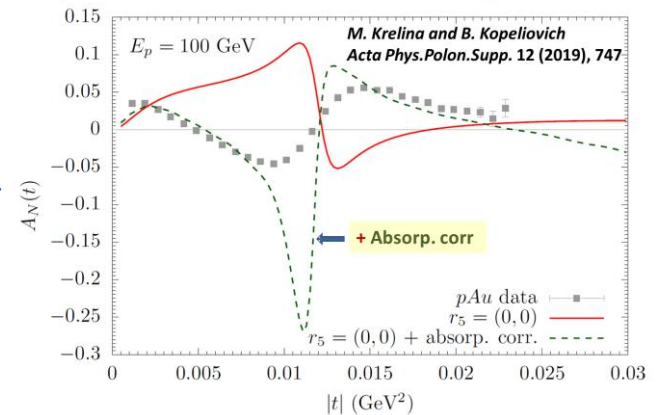 M. Krelina and B. Kopeliovich
Acta Phys.Polon.Supp. 12 (2019), 747
E_p = 100 GeV
0.15
0.1
0.05
0
−0.05
−0.1
−0.15
−0.2
−0.25
−0.3
A_N(t)
+ Absorp. corr
pAu data
r_5 = (0, 0)
r_5 = (0, 0) + absorp. corr.
0 0.005 0.01 0.015 0.02 0.025 0.03
|t| (GeV²)